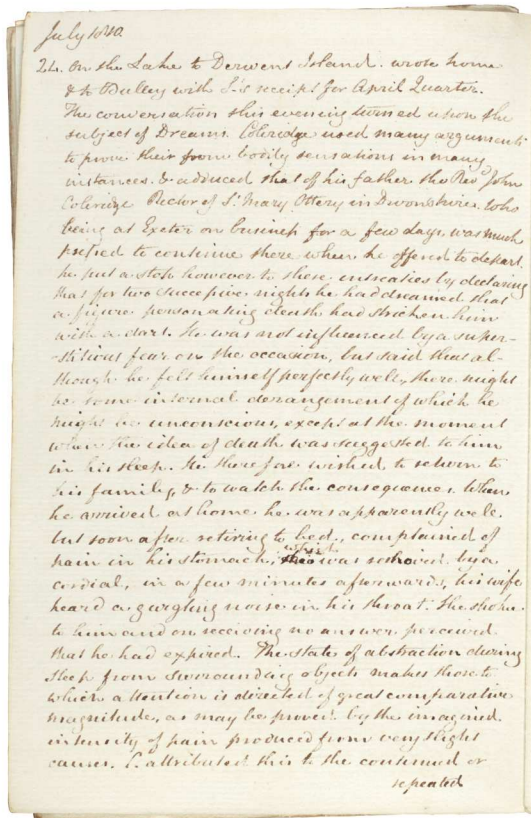 July 1810
24. On the Lake to Derwent Island. wrote home
& to Bulley with S.'s receipt for April Quarter.
The conversation this evening turned upon the
subject of Dreams. Coleridge used many arguments
to prove their from bodily sensations in many
instances. & adduced that of his father the Revd. John
Coleridge Rector of St. Mary Ottery in Devonshire. who
being at Exeter on business for a few days, was much
pressed to continue there when he offered to depart
he put a stop however to these entreaties by declaring
that for two successive nights he had dreamed that
a figure personating death had stricken him
with a dart. He was not influenced by a super-
-stitious fear on the occasion, but said that al-
though he felt himself perfectly well, there might
be some internal derangement of which he
might be unconscious, except at the moment
when the idea of death was suggested to him
in his sleep. He therefore wished to return to
his family, & to watch the consequences. When
he arrived at home he was apparently well.
but soon after retiring to bed, complained of
pain in his stomach, which was relieved by a
cordial, in a few minutes afterwards, his wife
heard a gurgling noise in his throat. She spoke
to him and on receiving no answer perceived
that he had expired. The state of abstraction during
sleep from surrounding objects makes those to
which attention is directed of great comparative
magnitude, as may be proved by the imagined
intensity of pain produced from very slight
causes. C. attributed this to the continued or
repeated